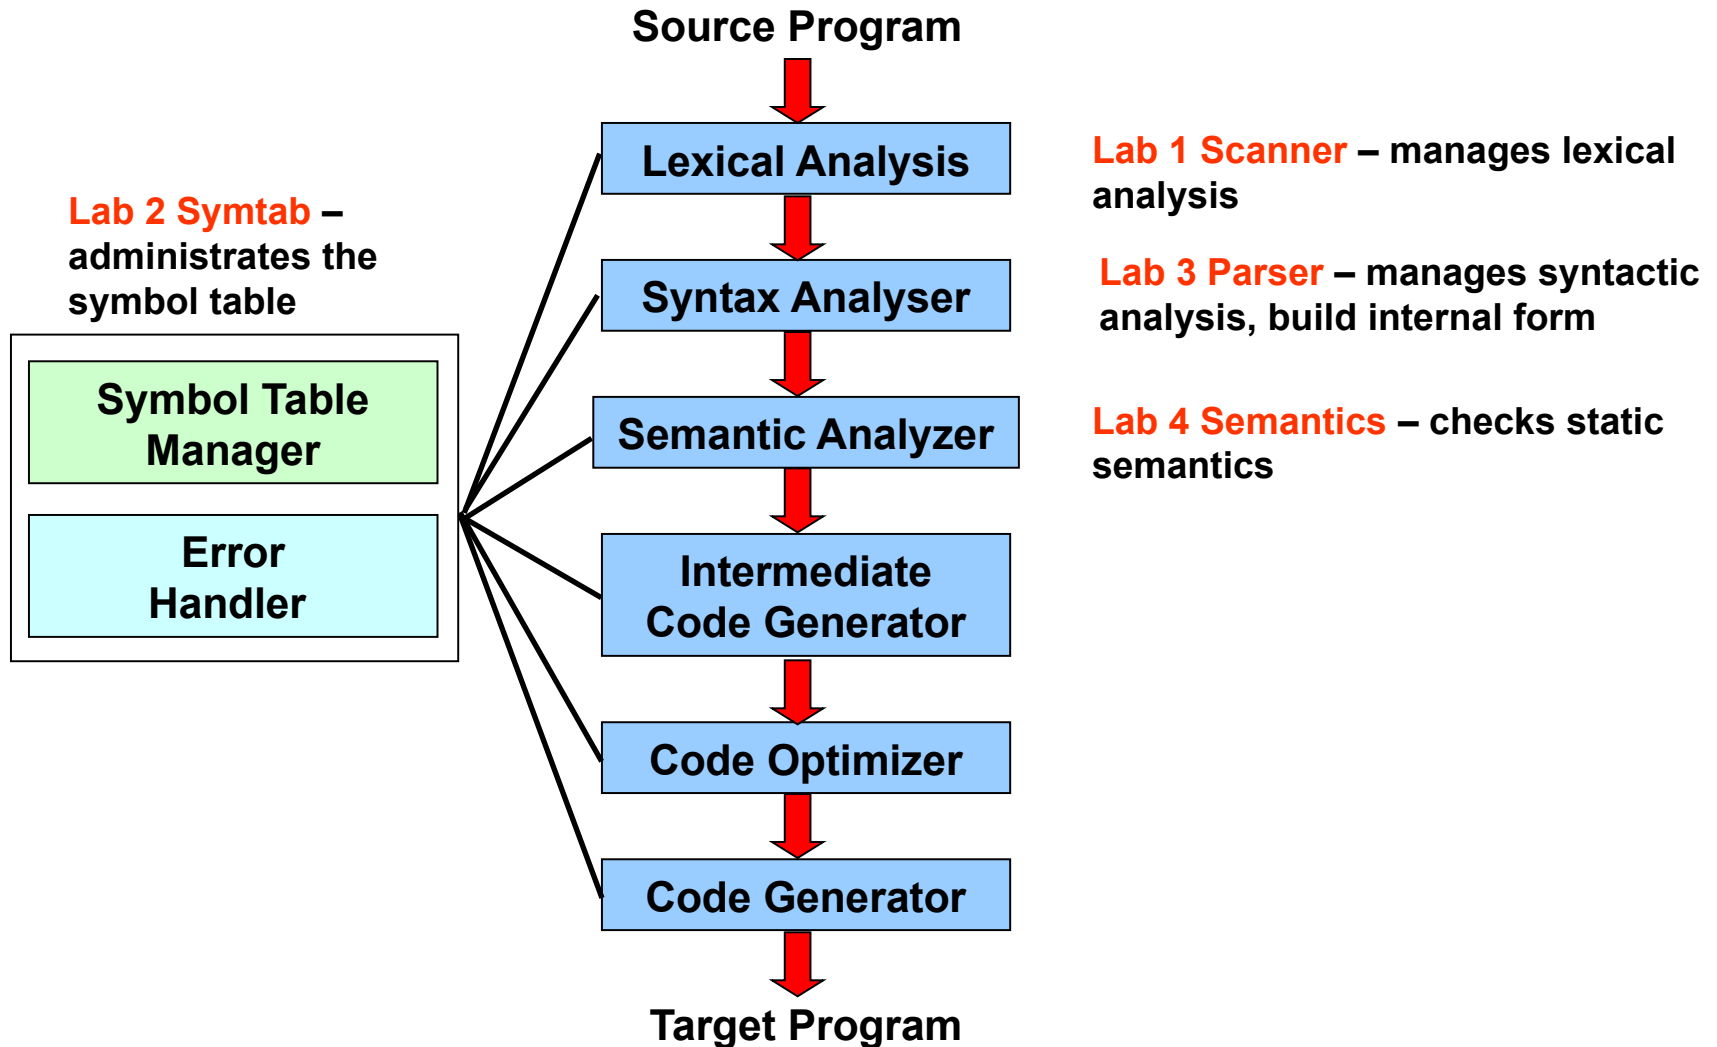 Source Program
Lexical Analysis
Lab 1 Scanner – manages lexical
analysis
Lab 2 Symtab –
administrates the
symbol table
Syntax Analyser
Lab 3 Parser – manages syntactic
analysis, build internal form
Symbol Table
Manager
Semantic Analyzer
Lab 4 Semantics – checks static
semantics
Error
Handler
Intermediate
Code Generator
Code Optimizer
Code Generator
Target Program